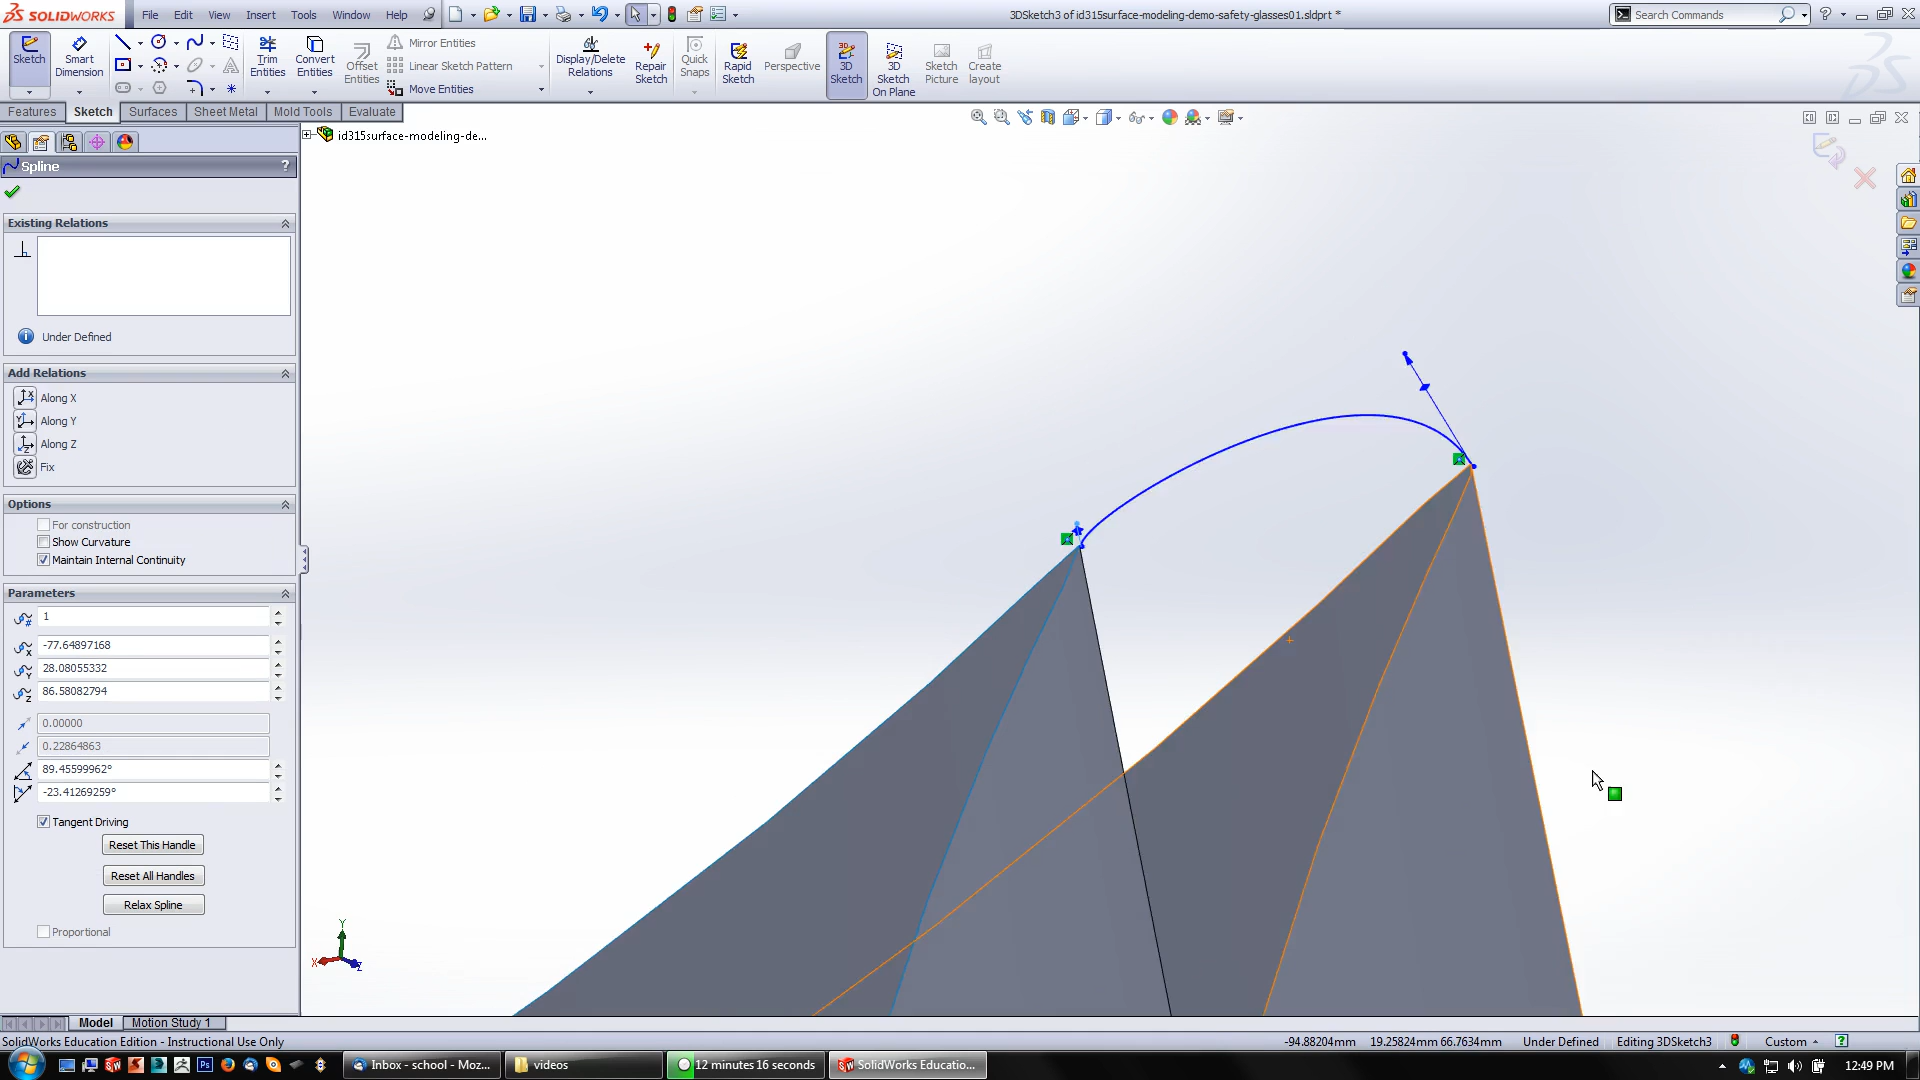 SOLIDWORKS File Edit View Insert Tools Window Help 3DSketch3 of id315surface-modeling-demo-safety-glasses01.sldprt * Search Commands
Sketch Smart Dimension Trim Entities Convert Entities Offset Entities Mirror Entities Linear Sketch Pattern Move Entities Display/Delete Relations Repair Sketch Quick Snaps Rapid Sketch Perspective 3D Sketch 3D Sketch On Plane Sketch Picture Create layout
Features Sketch Surfaces Sheet Metal Mold Tools Evaluate
id315surface-modeling-de...
Spline ?
Existing Relations
Under Defined
Add Relations
Along X
Along Y
Along Z
Fix
Options
For construction
Show Curvature
Maintain Internal Continuity
Parameters
1
-77.64897168
28.08055332
86.58082794
0.00000
0.22864863
89.45599962°
-23.41269259°
Tangent Driving
Reset This Handle
Reset All Handles
Relax Spline
Proportional
Y
X
Z
Model Motion Study 1
SolidWorks Education Edition - Instructional Use Only -94.88204mm 19.25824mm 66.7634mm Under Defined Editing 3DSketch3 Custom
Inbox - school - Moz... videos 12 minutes 16 seconds SolidWorks Educatio... 12:49 PM